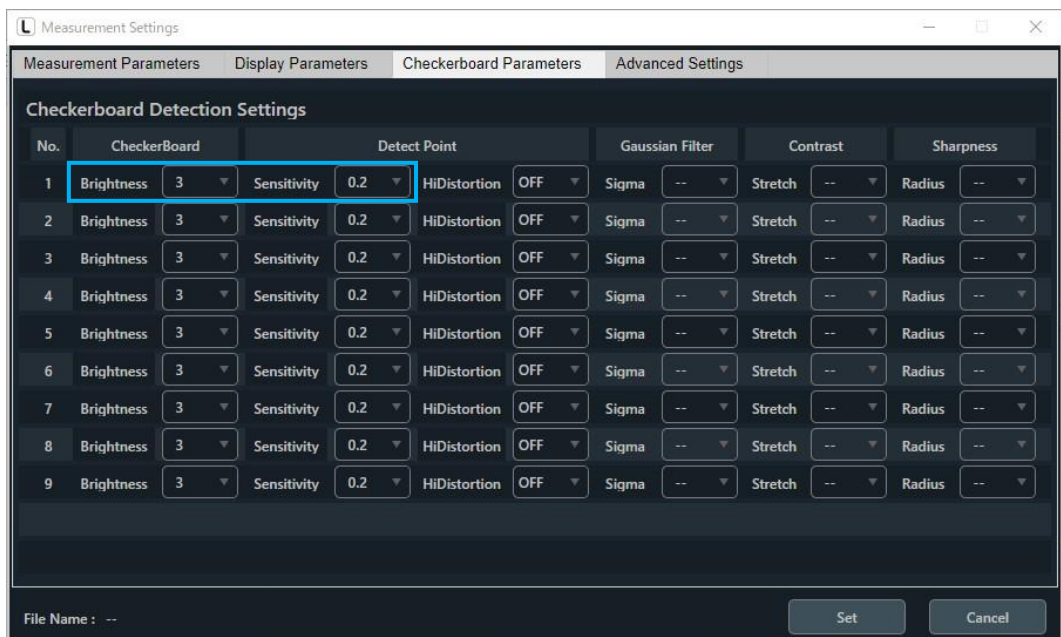 L Measurement Settings
Measurement Parameters Display Parameters Checkerboard Parameters Advanced Settings
Checkerboard Detection Settings
No. CheckerBoard Detect Point Gaussian Filter Contrast Sharpness
1 Brightness 3 Sensitivity 0.2 HiDistortion OFF Sigma -- Stretch -- Radius --
2 Brightness 3 Sensitivity 0.2 HiDistortion OFF Sigma -- Stretch -- Radius --
3 Brightness 3 Sensitivity 0.2 HiDistortion OFF Sigma -- Stretch -- Radius --
4 Brightness 3 Sensitivity 0.2 HiDistortion OFF Sigma -- Stretch -- Radius --
5 Brightness 3 Sensitivity 0.2 HiDistortion OFF Sigma -- Stretch -- Radius --
6 Brightness 3 Sensitivity 0.2 HiDistortion OFF Sigma -- Stretch -- Radius --
7 Brightness 3 Sensitivity 0.2 HiDistortion OFF Sigma -- Stretch -- Radius --
8 Brightness 3 Sensitivity 0.2 HiDistortion OFF Sigma -- Stretch -- Radius --
9 Brightness 3 Sensitivity 0.2 HiDistortion OFF Sigma -- Stretch -- Radius --
File Name : -- Set Cancel